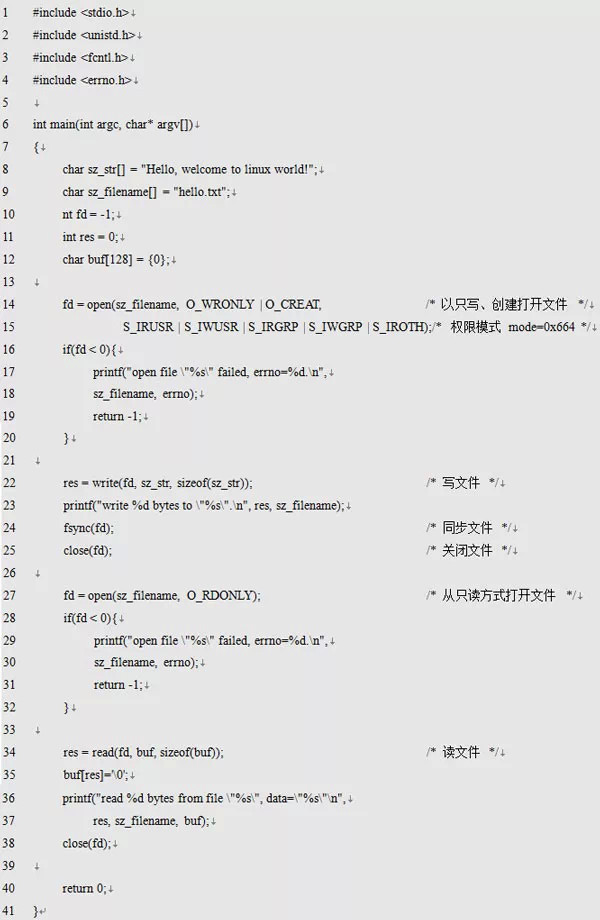 1 #include <stdio.h>↓
2 #include <unistd.h>↓
3 #include <fcntl.h>↓
4 #include <errno.h>↓
5 ↓
6 int main(int argc, char* argv[])↓
7 {↓
8 char sz_str[] = "Hello, welcome to linux world!";↓
9 char sz_filename[] = "hello.txt";↓
10 nt fd = -1;↓
11 int res = 0;↓
12 char buf[128] = {0};↓
13 ↓
14 fd = open(sz_filename, O_WRONLY | O_CREAT, /* 以只写、创建打开文件 */↓
15 S_IRUSR | S_IWUSR | S_IRGRP | S_IWGRP | S_IROTH);/* 权限模式 mode=0x664 */↓
16 if(fd < 0){↓
17 printf("open file \"%s\" failed, errno=%d.\n",↓
18 sz_filename, errno);↓
19 return -1;↓
20 }↓
21 ↓
22 res = write(fd, sz_str, sizeof(sz_str)); /* 写文件 */↓
23 printf("write %d bytes to \"%s\".\n", res, sz_filename);↓
24 fsync(fd); /* 同步文件 */↓
25 close(fd); /* 关闭文件 */↓
26 ↓
27 fd = open(sz_filename, O_RDONLY); /* 从只读方式打开文件 */↓
28 if(fd < 0){↓
29 printf("open file \"%s\" failed, errno=%d.\n",↓
30 sz_filename, errno);↓
31 return -1;↓
32 }↓
33 ↓
34 res = read(fd, buf, sizeof(buf)); /* 读文件 */↓
35 buf[res]='\0';↓
36 printf("read %d bytes from file \"%s\", data=\"%s\"\n",↓
37 res, sz_filename, buf);↓
38 close(fd);↓
39 ↓
40 return 0;↓
41 }↵